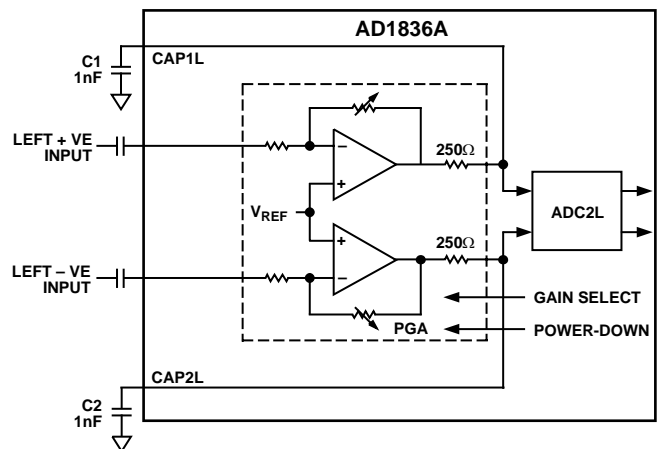 AD1836A
C1
1nF
CAP1L
LEFT + VE
INPUT
250Ω
VREF
ADC2L
250Ω
LEFT – VE
INPUT
GAIN SELECT
PGA
POWER-DOWN
CAP2L
C2
1nF
−
+
+
−